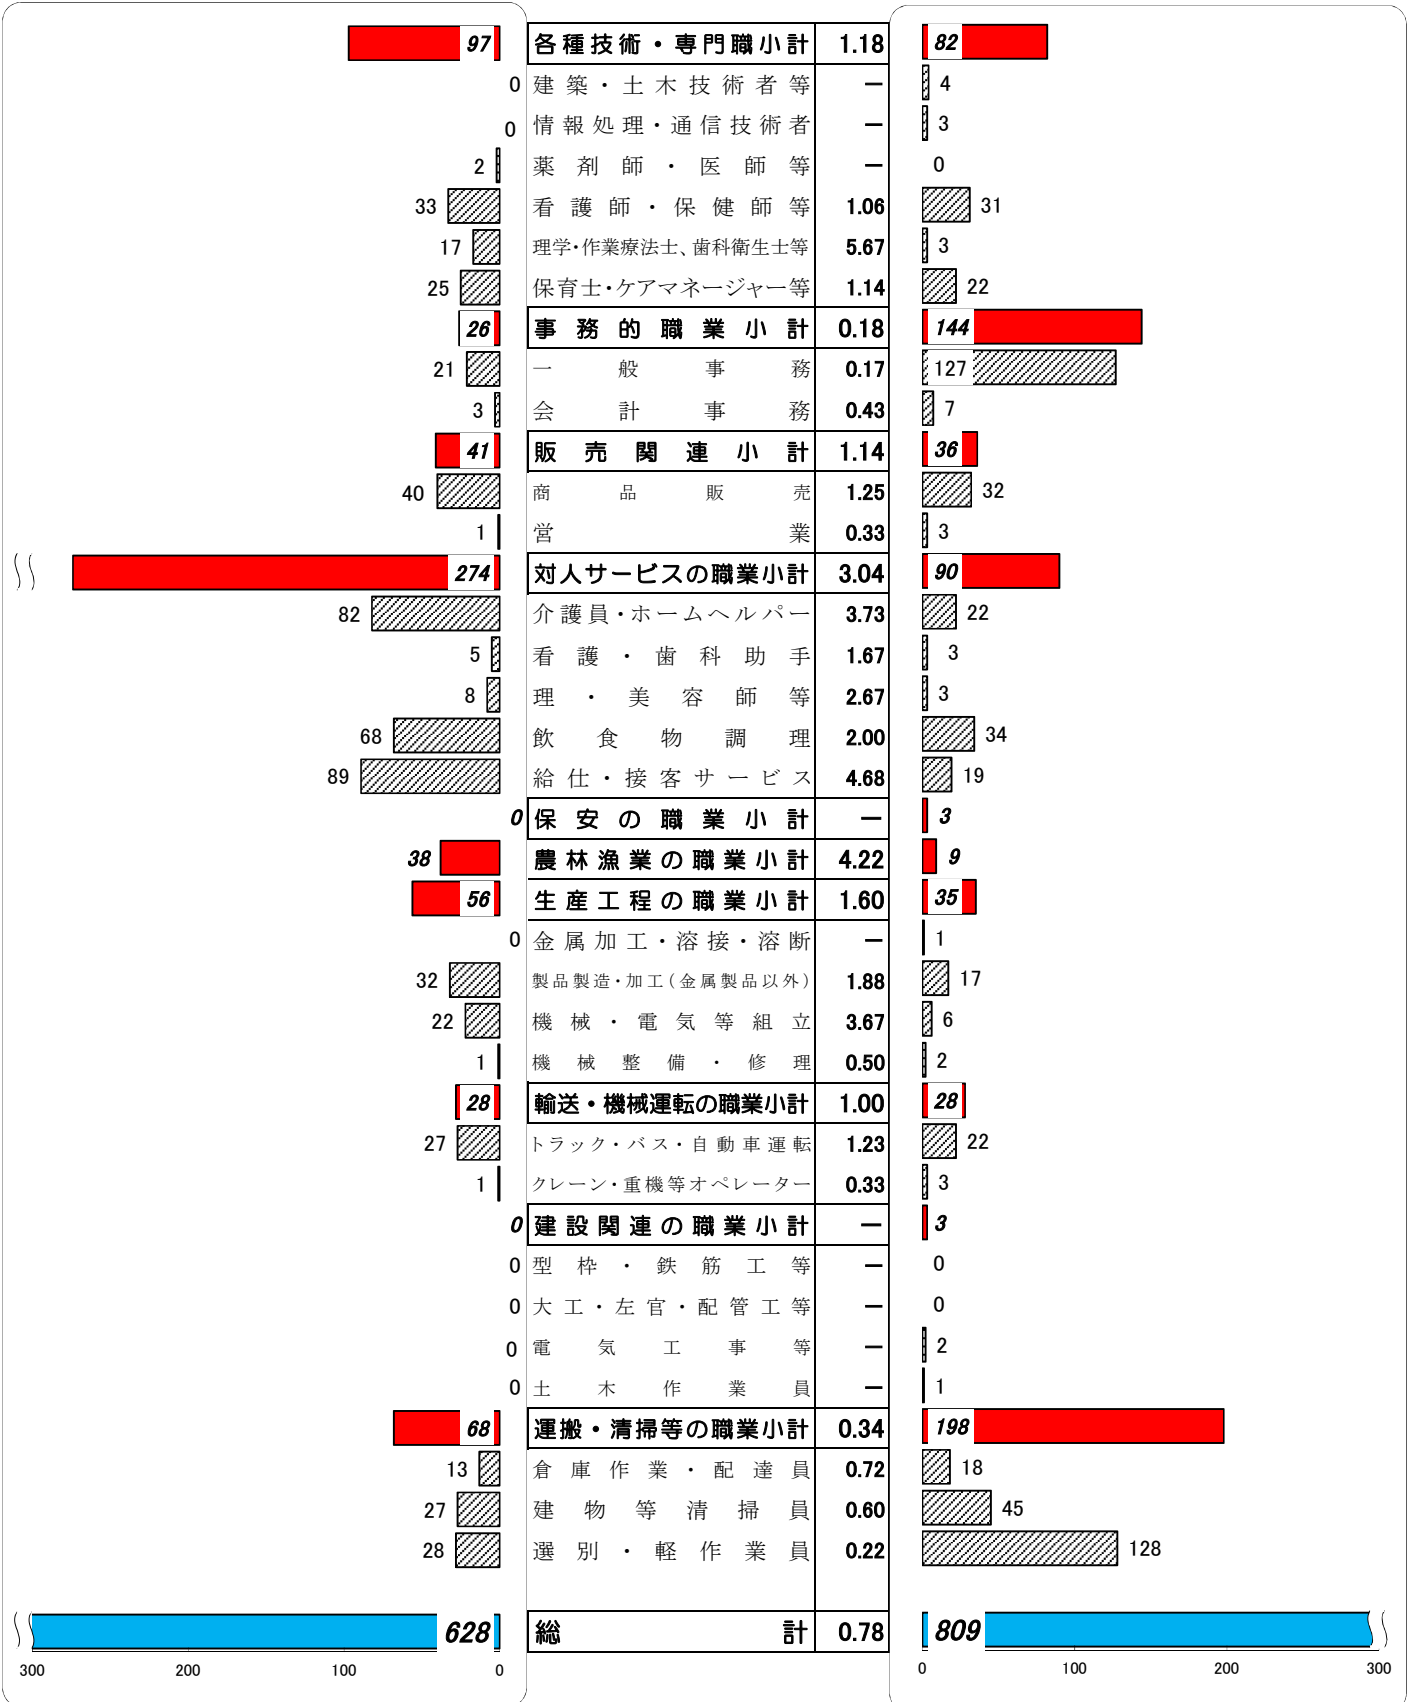 97 各種技術・専門職小計 1.18 82
0 建築・土木技術者等 ー 4
0 情報処理・通信技術者 ー 3
2 薬剤師・医師等 ー 0
33 看護師・保健師等 1.06 31
17 理学・作業療法士、歯科衛生士等 5.67 3
25 保育士・ケアマネージャー等 1.14 22
26 事務的職業小計 0.18 144
21 一般事務 0.17 127
3 会計事務 0.43 7
41 販売関連小計 1.14 36
40 商品販売 1.25 32
1 営業 0.33 3
274 対人サービスの職業小計 3.04 90
82 介護員・ホームヘルパー 3.73 22
5 看護・歯科助手 1.67 3
8 理・美容師等 2.67 3
68 飲食物調理 2.00 34
89 給仕・接客サービス 4.68 19
0 保安の職業小計 ー 3
38 農林漁業の職業小計 4.22 9
56 生産工程の職業小計 1.60 35
0 金属加工・溶接・溶断 ー 1
32 製品製造・加工(金属製品以外) 1.88 17
22 機械・電気等組立 3.67 6
1 機械整備・修理 0.50 2
28 輸送・機械運転の職業小計 1.00 28
27 トラック・バス・自動車運転 1.23 22
1 クレーン・重機等オペレーター 0.33 3
0 建設関連の職業小計 ー 3
0 型枠・鉄筋工等 ー 0
0 大工・左官・配管工等 ー 0
0 電気工事等 ー 2
0 土木作業員 ー 1
68 運搬・清掃等の職業小計 0.34 198
13 倉庫作業・配達員 0.72 18
27 建物等清掃員 0.60 45
28 選別・軽作業員 0.22 128
628 総計 0.78 809
300 200 100 0 0 100 200 300